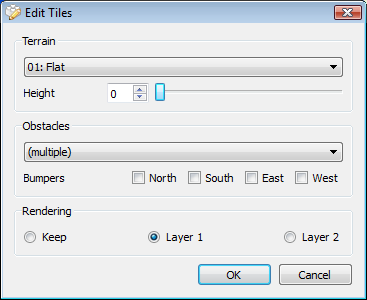 Edit Tiles
Terrain
01: Flat
Height 0
Obstacles
(multiple)
Bumpers North South East West
Rendering
Keep Layer 1 Layer 2
OK Cancel